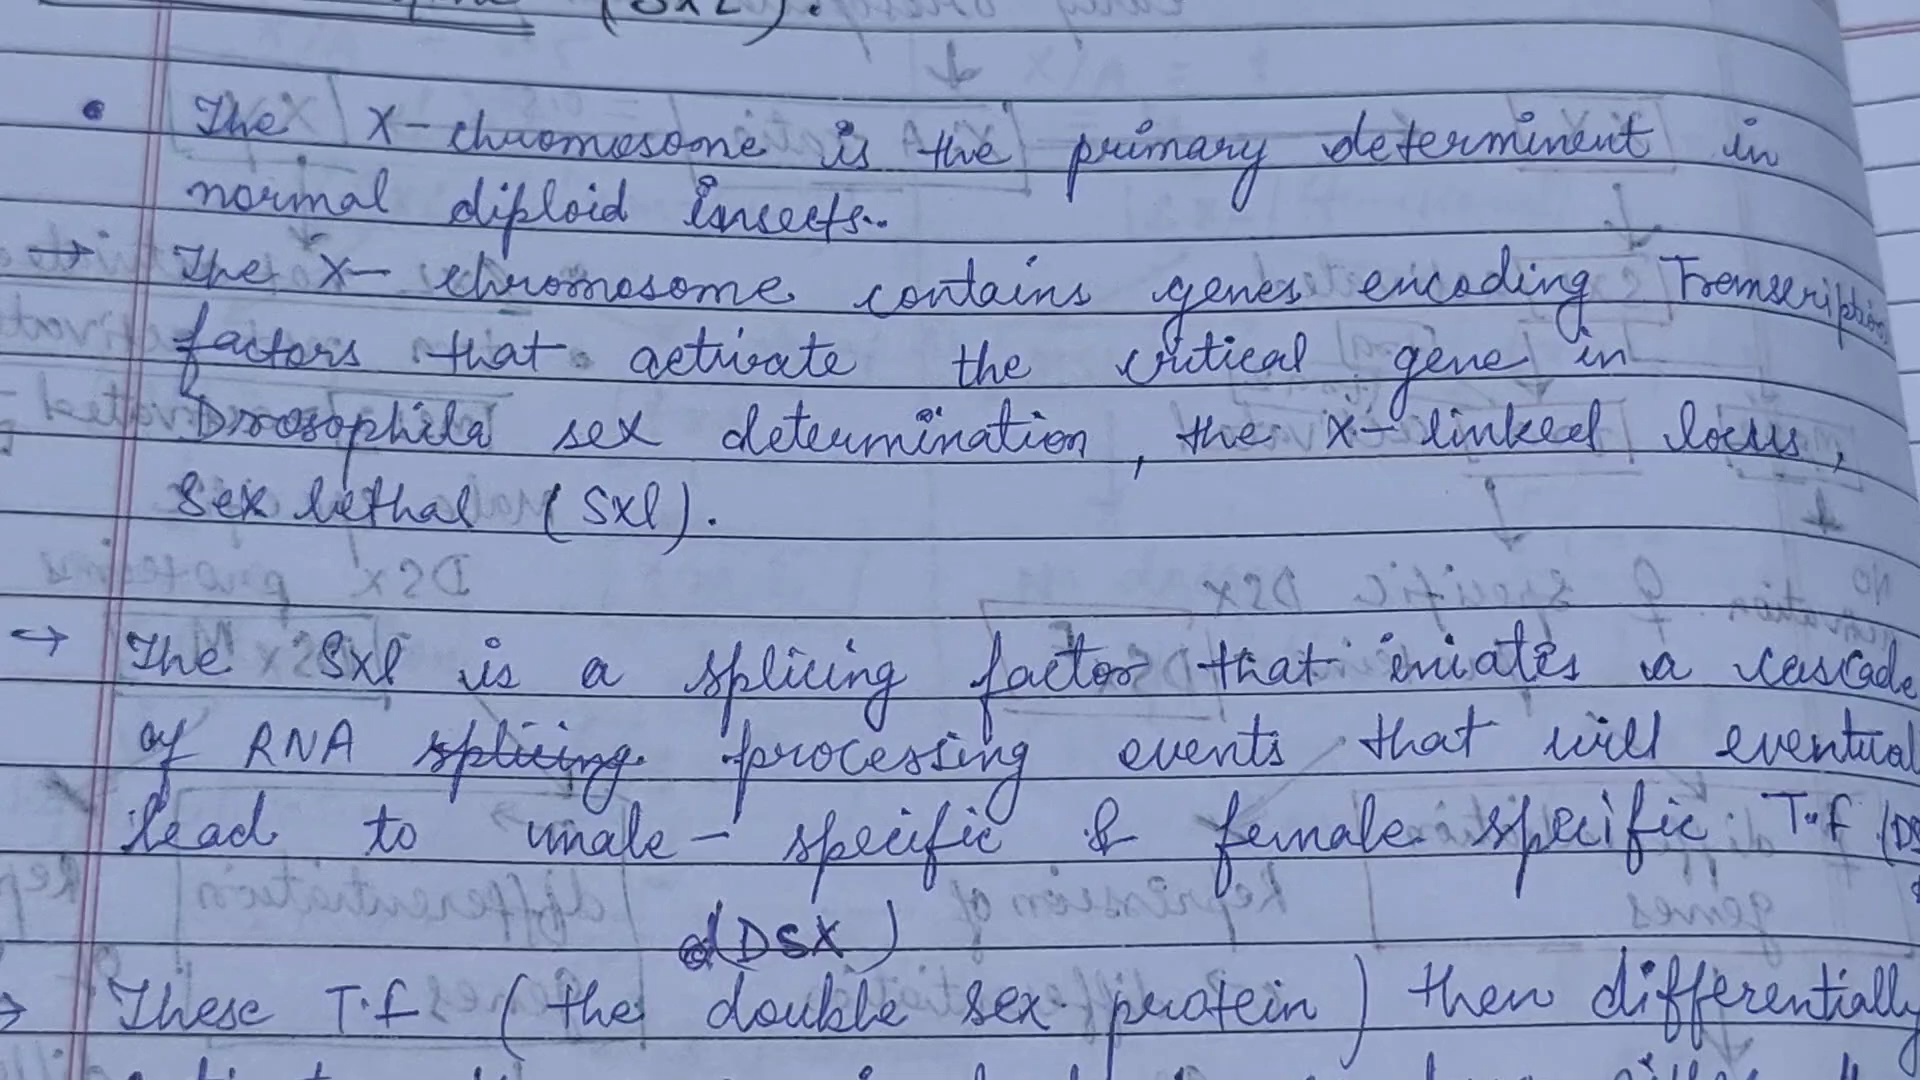 (SXL).
• The X-chromosome is the primary determinent in
normal diploid insects..
→ The X- chromosome contains genes encoding Transcription
factors that activate the critical gene in
Drosophila sex determination, the X-linked locus,
Sex lethal (Sxl).
→ The Sxl is a splicing factor that iniates a cascade
of RNA splicing processing events that will eventual
lead to male-specific & female specific T.f (DS
(DSX)
→ These T.f (the double sex protein) then differentially